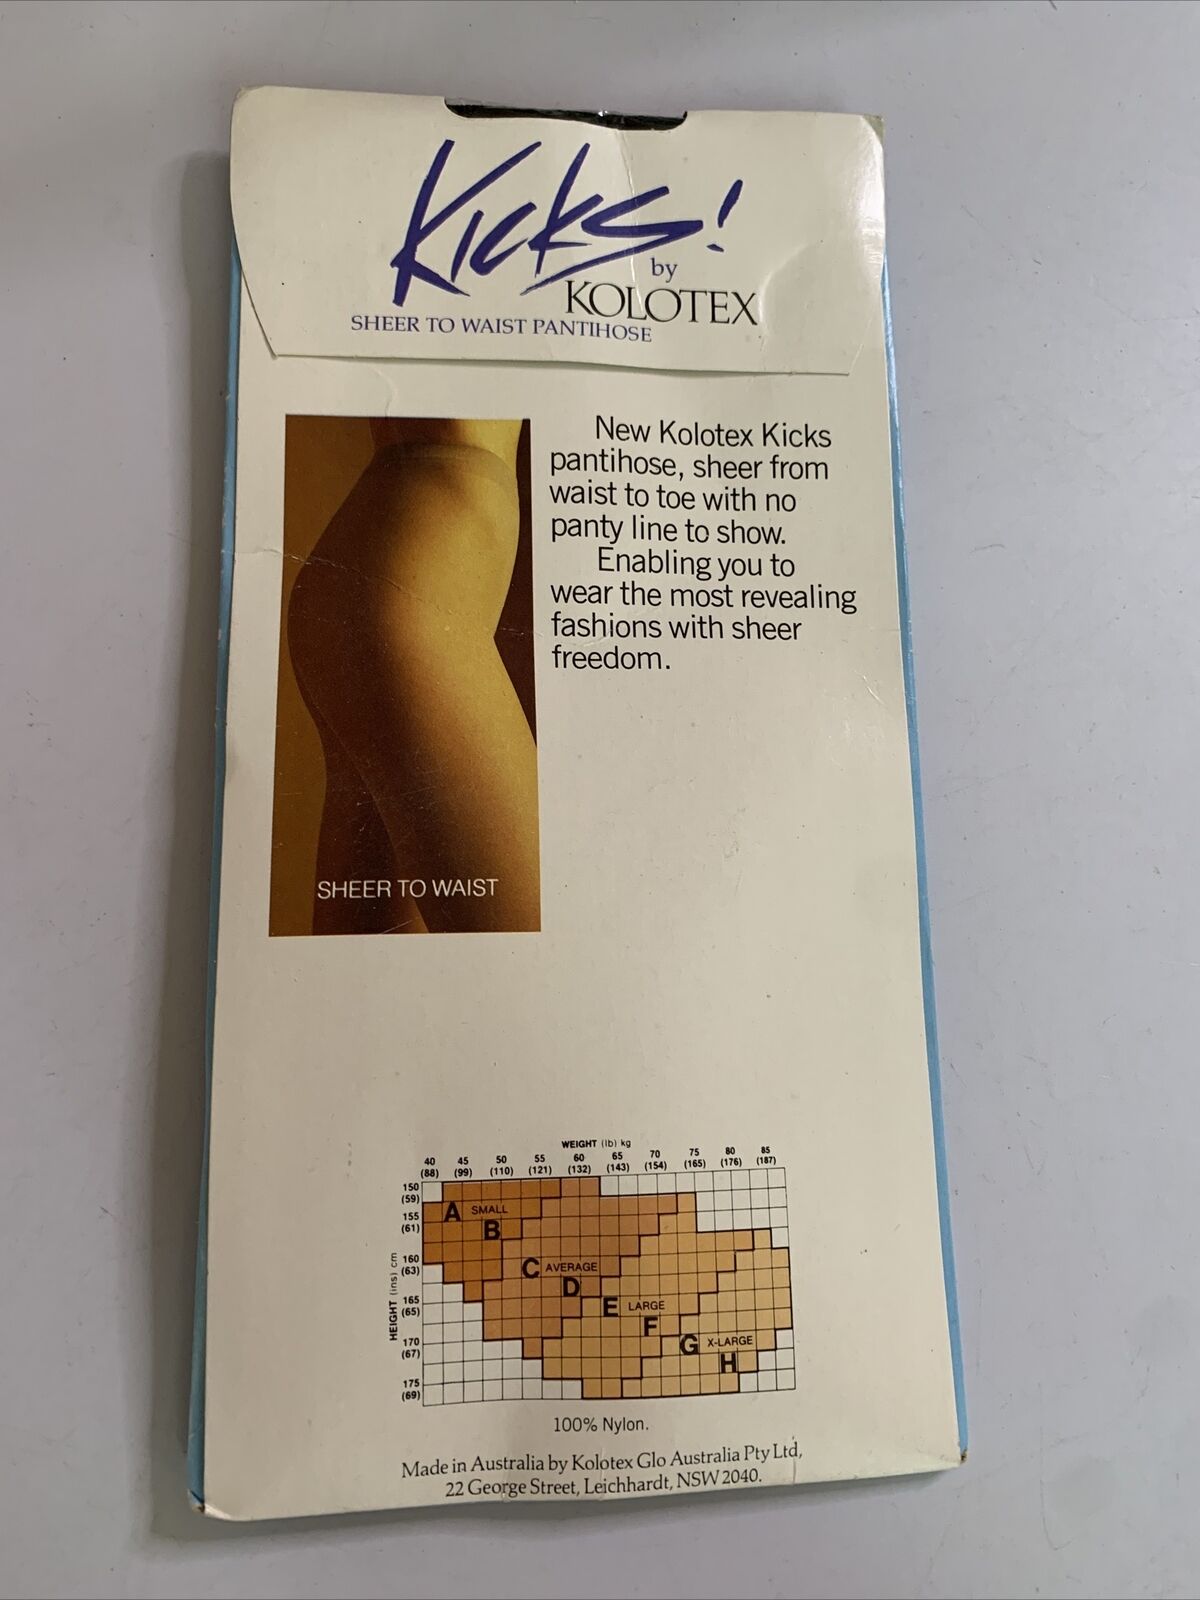 Kicks!
by
KOLOTEX
SHEER TO WAIST PANTIHOSE
New Kolotex Kicks
pantihose, sheer from
waist to toe with no
panty line to show.
Enabling you to
wear the most revealing
fashions with sheer
freedom.
SHEER TO WAIST
WEIGHT (lb) kg
40 45 50 55 60 65 70 75 80 85
(88) (99) (110) (121) (132) (143) (154) (165) (176) (187)
HEIGHT (ins) cm
150
(59)
155
(61)
160
(63)
165
(65)
170
(67)
175
(69)
A SMALL
B
C AVERAGE
D
E LARGE
F
G X-LARGE
H
100% Nylon.
Made in Australia by Kolotex Glo Australia Pty Ltd,
22 George Street, Leichhardt, NSW 2040.